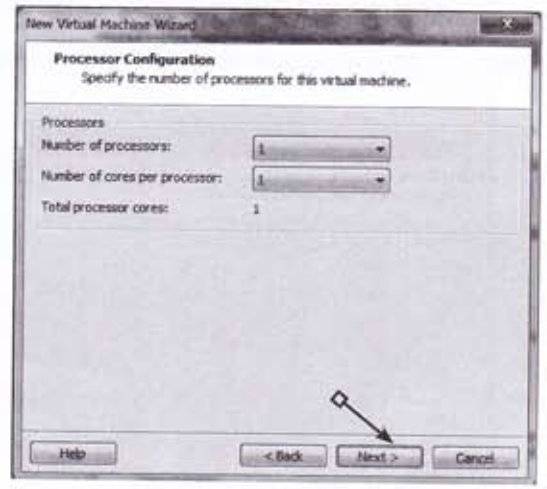 New Virtual Machine Wizard
Processor Configuration
Specify the number of processors for this virtual machine.
Processors
Number of processors: 1
Number of cores per processor: 1
Total processor cores: 1
Help < Back Next > Cancel